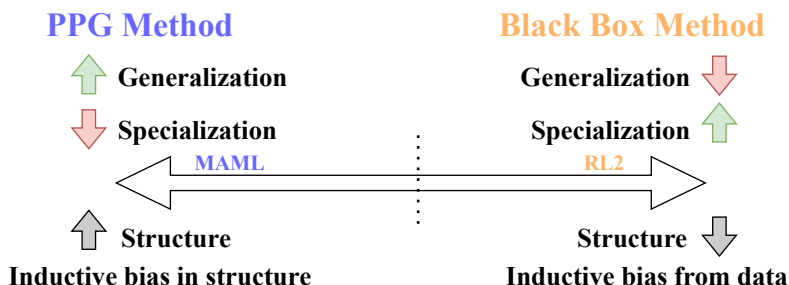 PPG Method
Black Box Method
Generalization
Generalization
Specialization
Specialization
MAML
RL2
Structure
Structure
Inductive bias in structure
Inductive bias from data